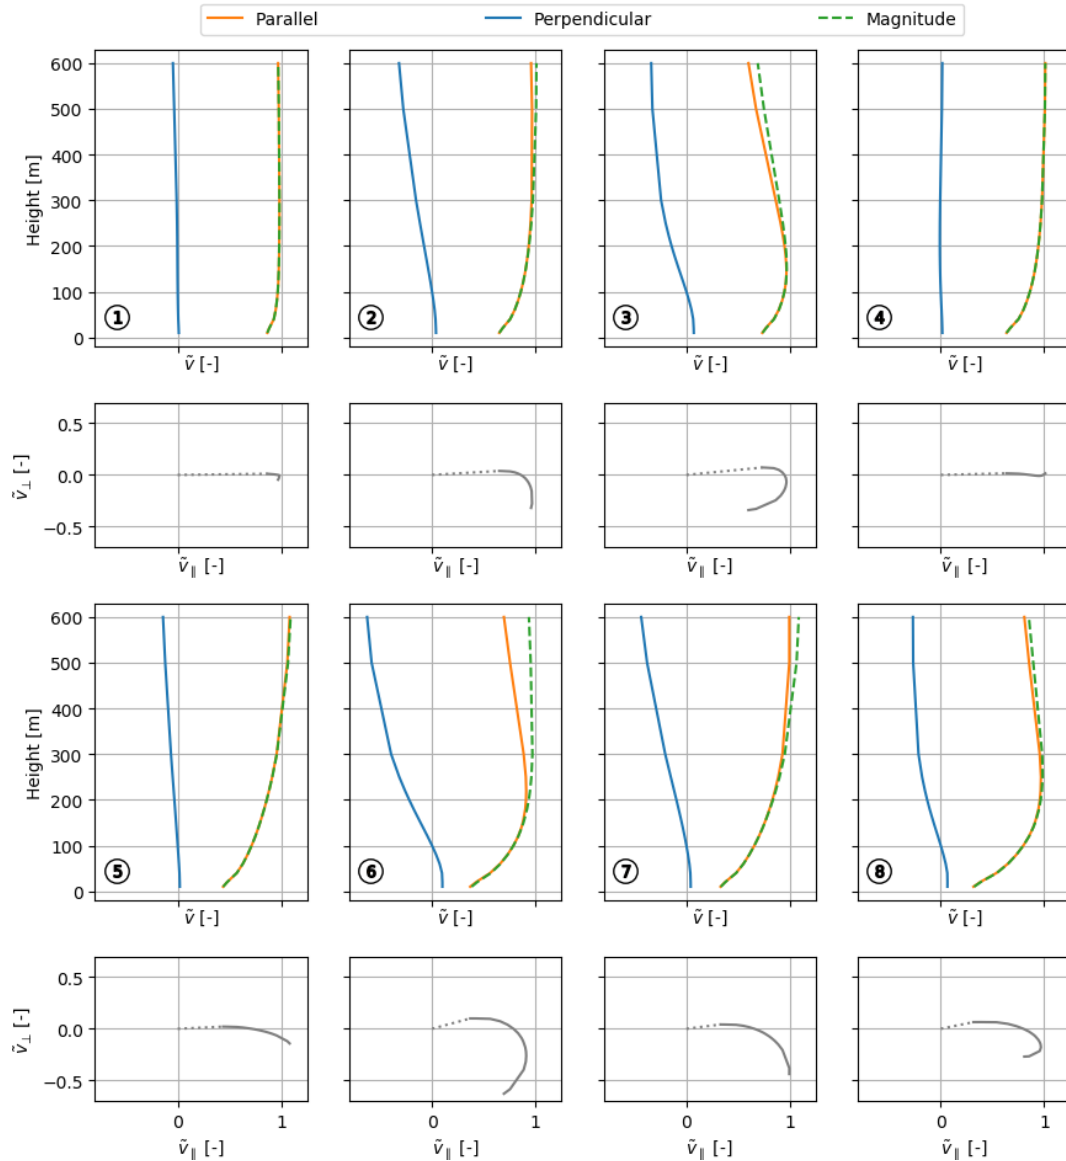 Parallel Perpendicular Magnitude
600
500
400
300
200
100
0
Height [m]
① ② ③ ④
ṽ [-] ṽ [-] ṽ [-] ṽ [-]
0.5
0.0
−0.5
ṽ⊥ [-]
ṽ∥ [-] ṽ∥ [-] ṽ∥ [-] ṽ∥ [-]
600
500
400
300
200
100
0
Height [m]
⑤ ⑥ ⑦ ⑧
ṽ [-] ṽ [-] ṽ [-] ṽ [-]
0.5
0.0
−0.5
ṽ⊥ [-]
0 1 0 1 0 1 0 1
ṽ∥ [-] ṽ∥ [-] ṽ∥ [-] ṽ∥ [-]